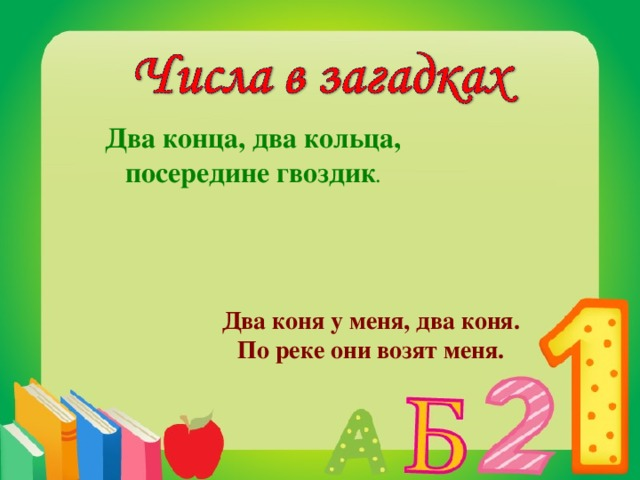 Числа в загадках
Два конца, два кольца,
посередине гвоздик.
Два коня у меня, два коня.
По реке они возят меня.
А Б 2 1